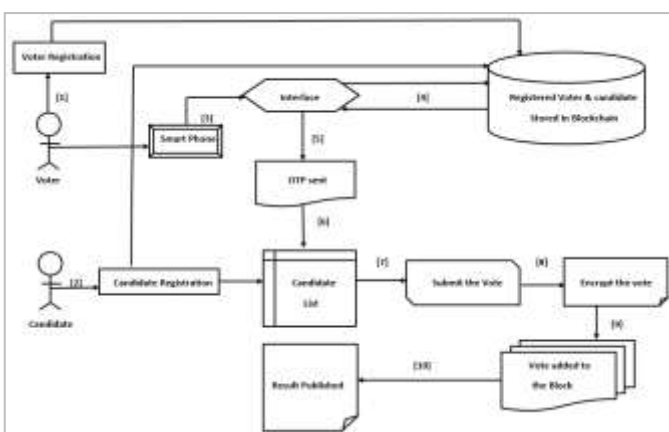 Voter Registration
[1]
Voter
Smart Phone
[3]
Interface
[4]
Registered Voter & candidate
Stored In Blockchain
[5]
OTP sent
[6]
Candidate
[2]
Candidate Registration
Candidate
List
[7]
Submit the Vote
[8]
Encrypt the vote
[9]
Vote added to
the Block
[10]
Result Published